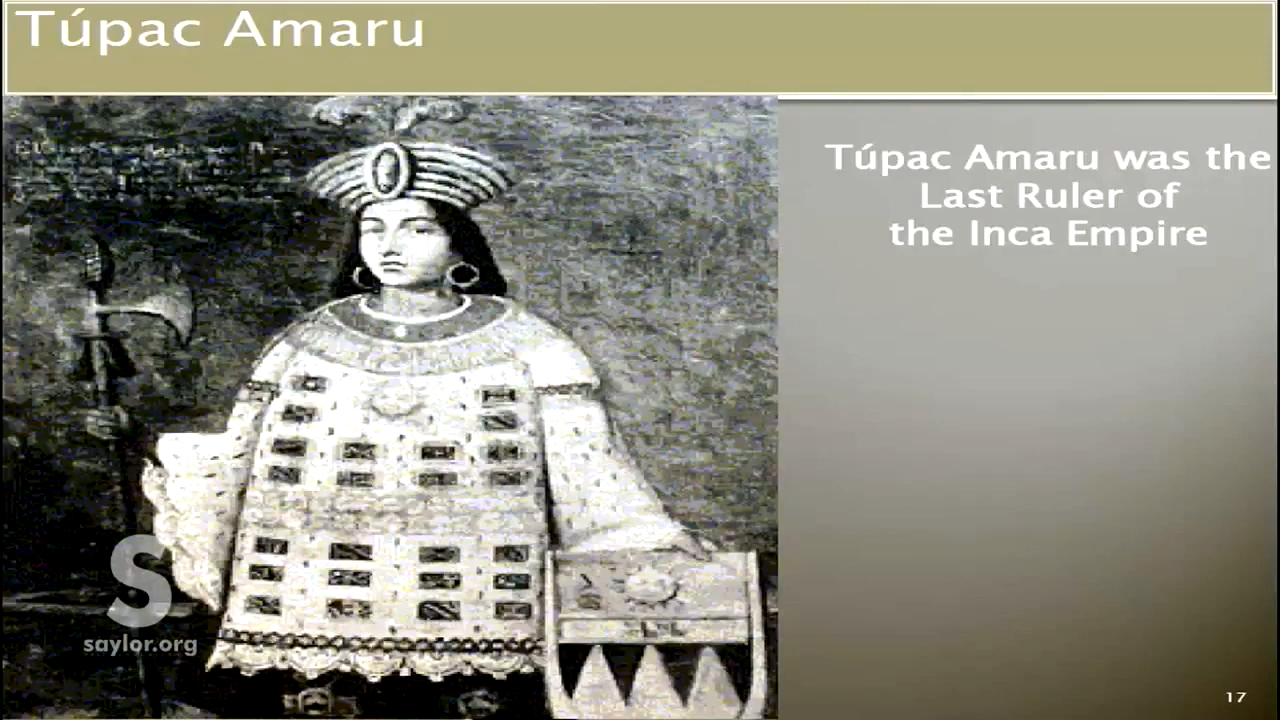 Túpac Amaru
Túpac Amaru was the
Last Ruler of
the Inca Empire
S
saylor.org
17